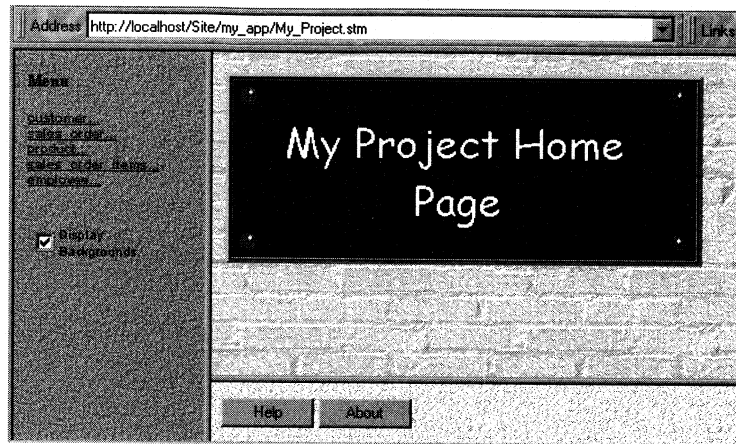 Address http://localhost/Site/my_app/My_Project.stm Links
Menu
customer...
sales_order...
product...
sales_order_items...
employee...
Display
Backgrounds
My Project Home
Page
Help About